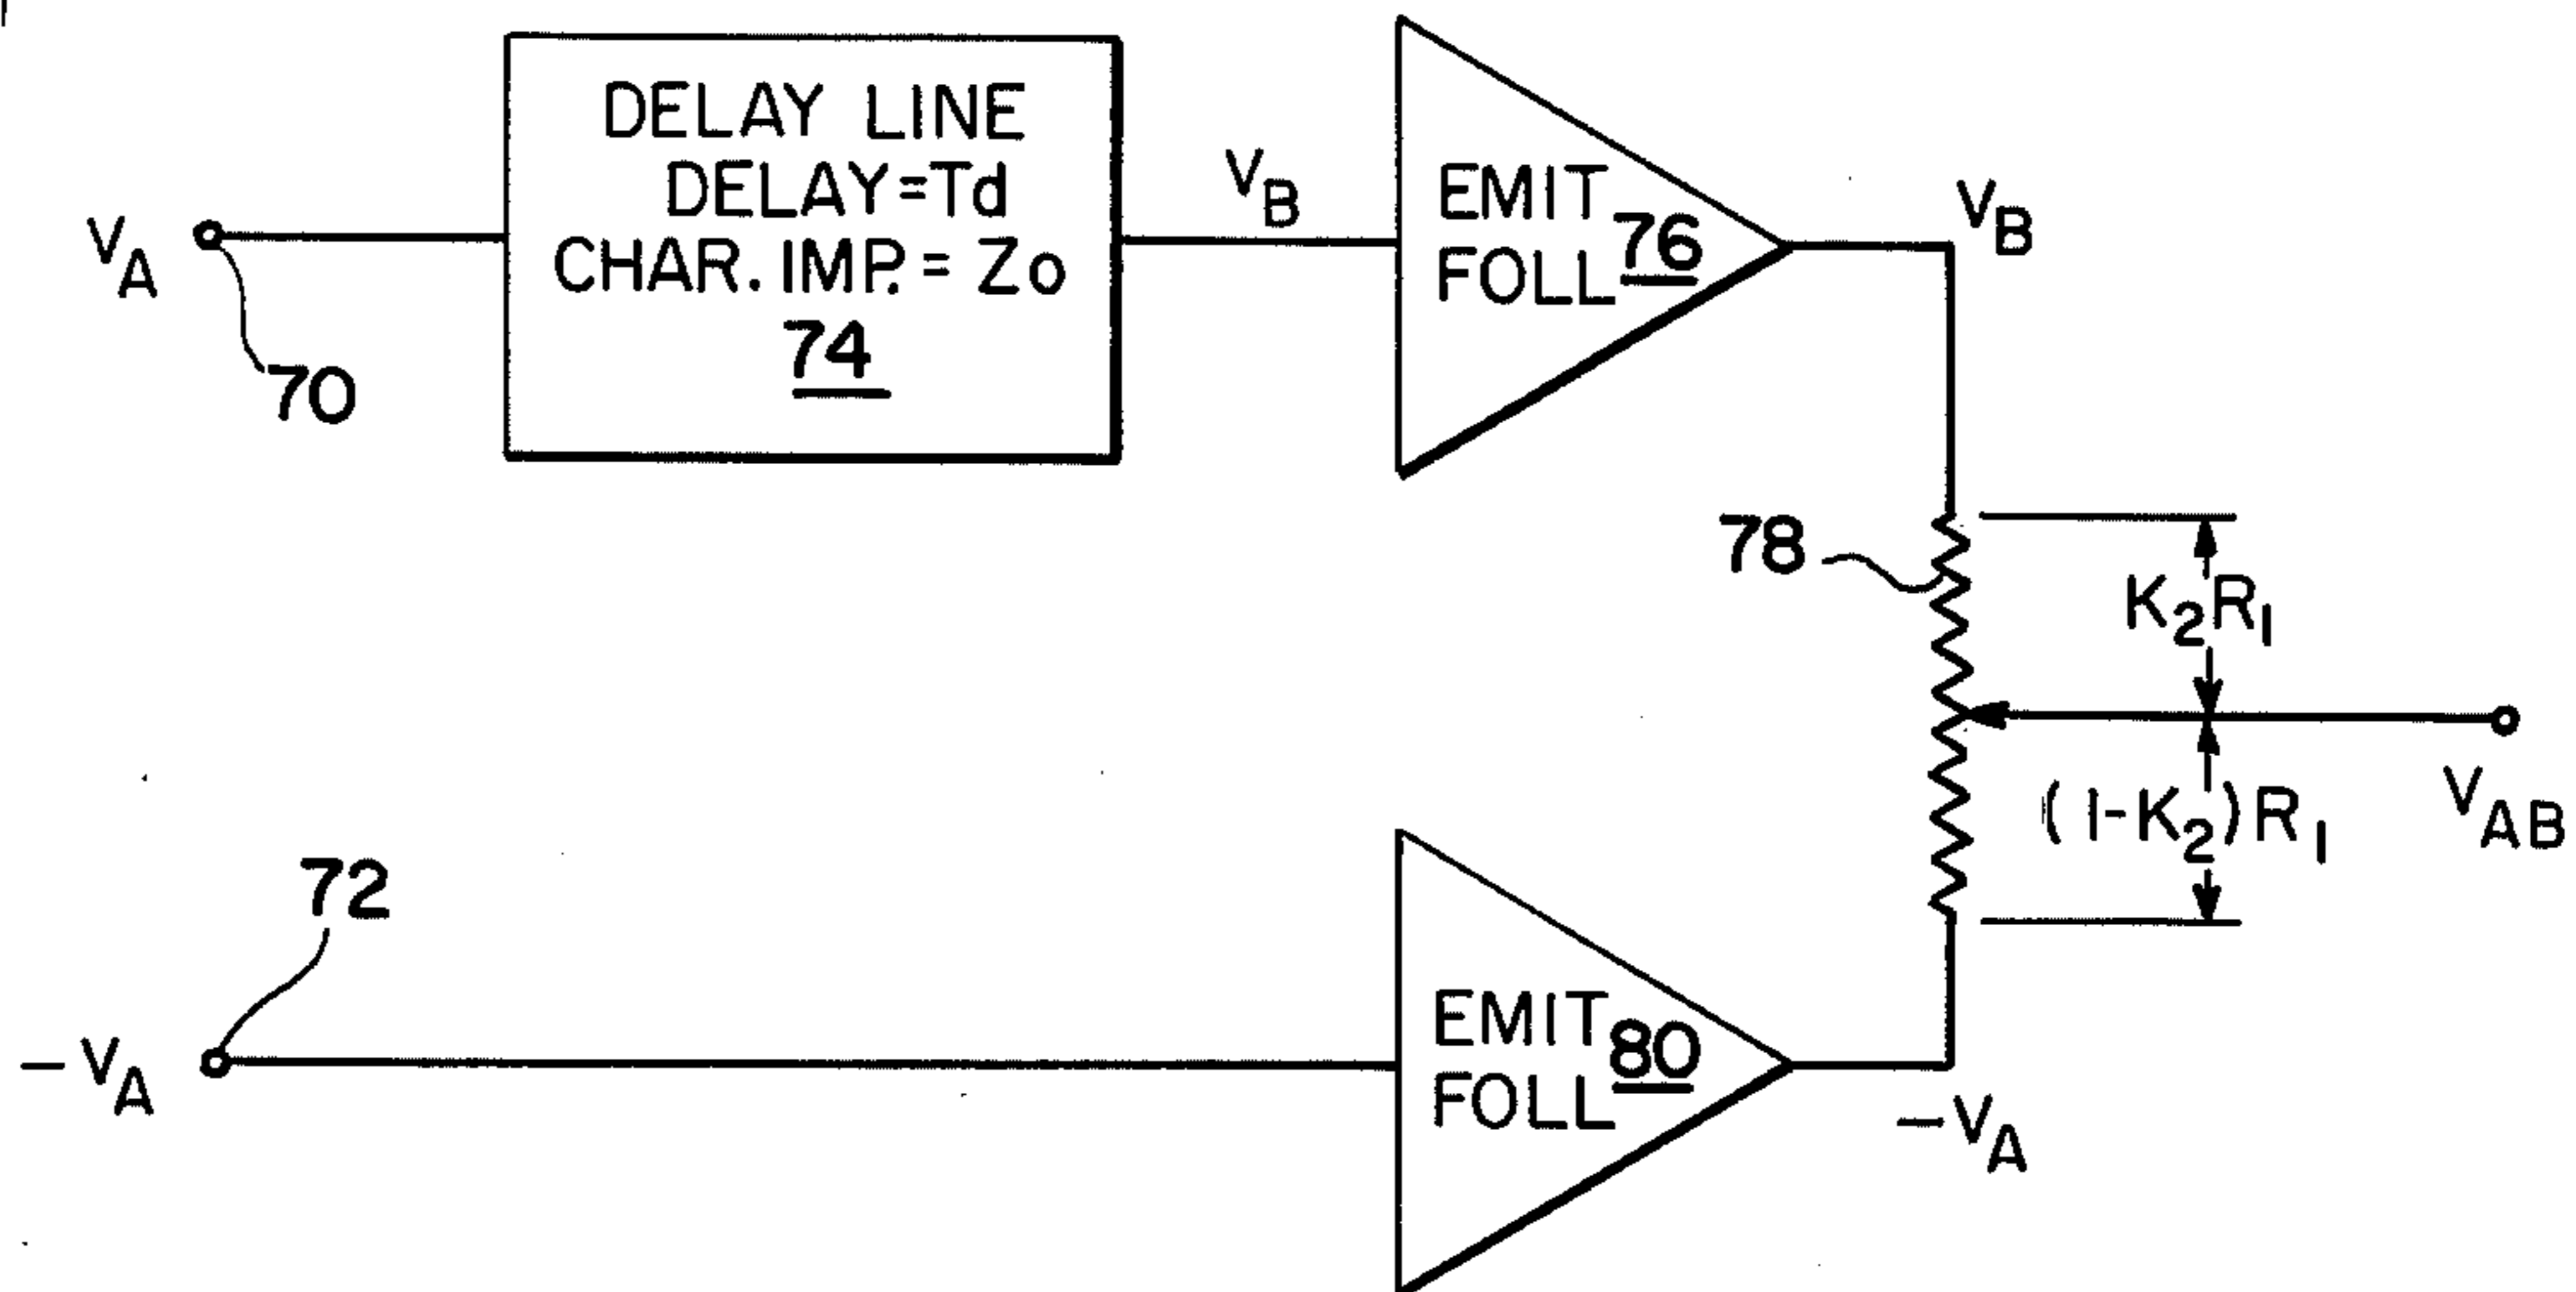 DELAY LINE
DELAY=Td
CHAR. IMP. = Zo
74
VA
70
VB
EMIT
FOLL 76
VB
78
K2R1
(1-K2)R1
VAB
72
-VA
EMIT
FOLL 80
-VA